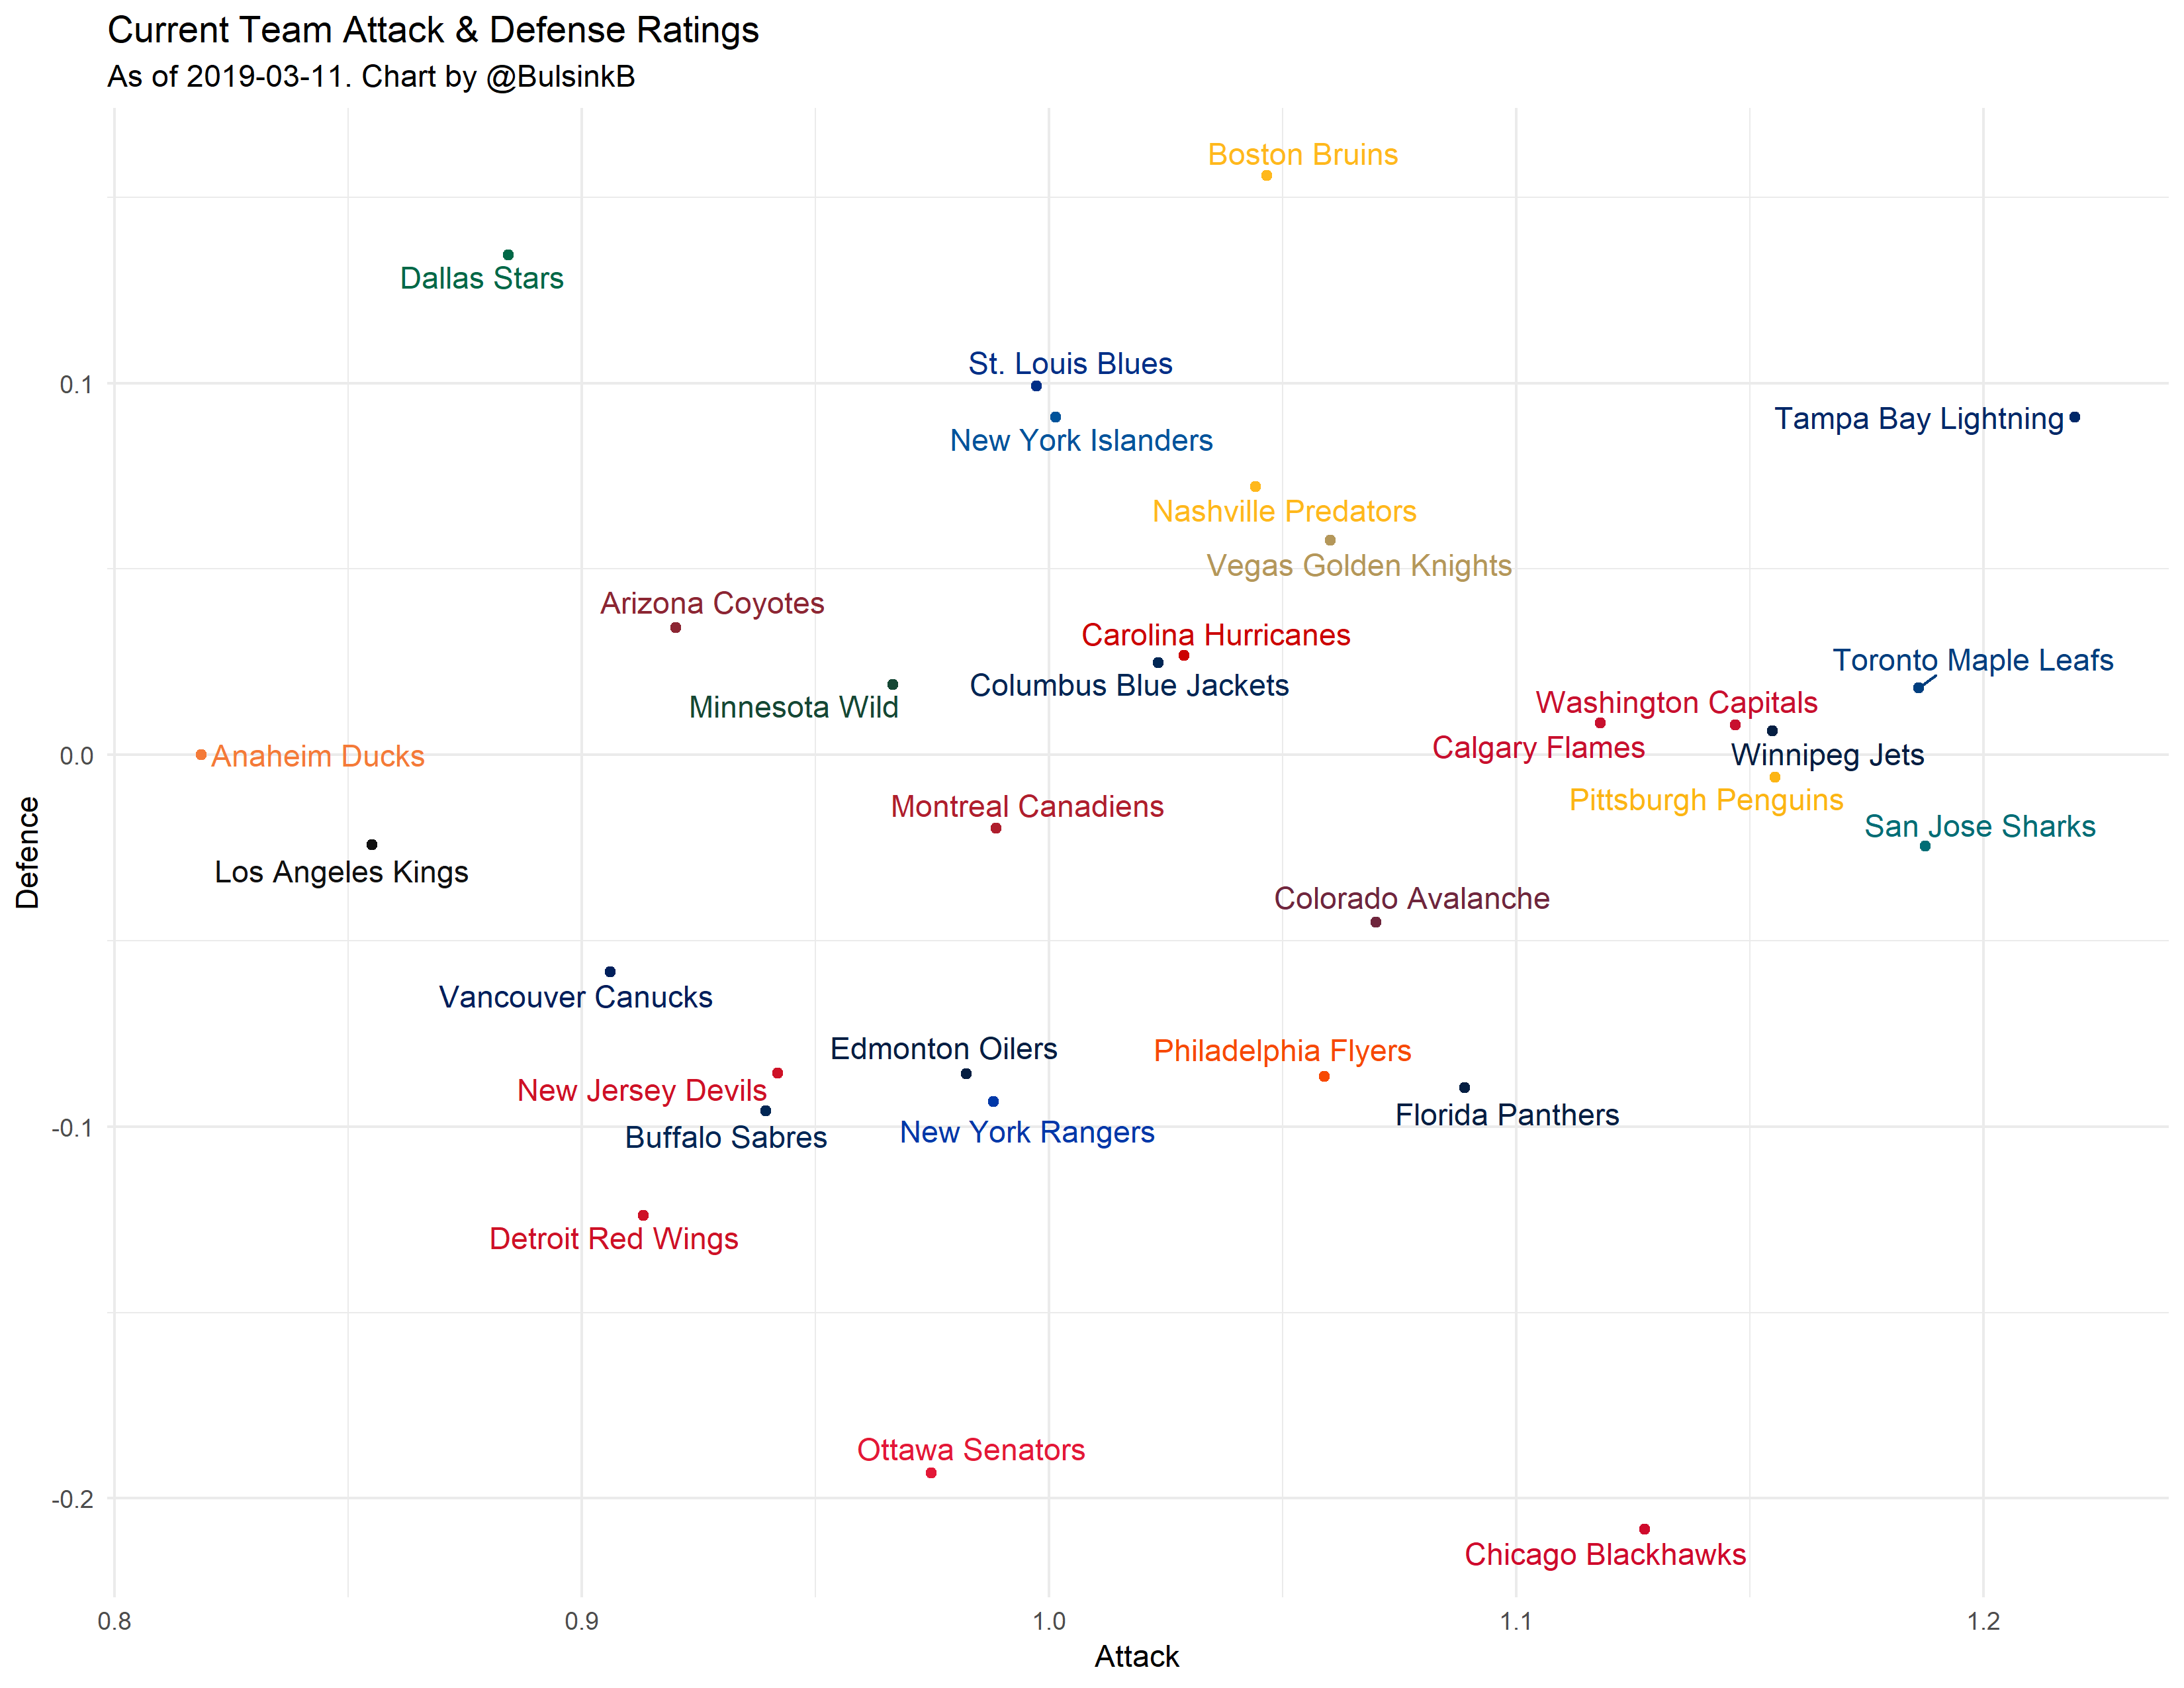 Current Team Attack & Defense Ratings
As of 2019-03-11. Chart by @BulsinkB
Boston Bruins
Dallas Stars
St. Louis Blues
0.1
Tampa Bay Lightning
New York Islanders
Nashville Predators
Vegas Golden Knights
Arizona Coyotes
Carolina Hurricanes
Toronto Maple Leafs
Columbus Blue Jackets
Washington Capitals
Minnesota Wild
Calgary Flames
0.0
Anaheim Ducks
Winnipeg Jets
Pittsburgh Penguins
Montreal Canadiens
San Jose Sharks
Defence
Los Angeles Kings
Colorado Avalanche
Vancouver Canucks
Edmonton Oilers
Philadelphia Flyers
New Jersey Devils
Florida Panthers
-0.1
New York Rangers
Buffalo Sabres
Detroit Red Wings
Ottawa Senators
-0.2
Chicago Blackhawks
0.8
0.9
1.0
1.1
1.2
Attack